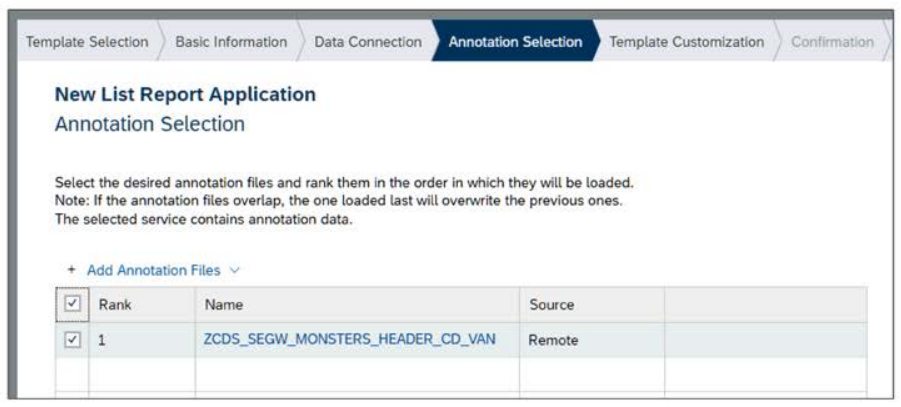 Template Selection Basic Information Data Connection Annotation Selection Template Customization Confirmation
New List Report Application
Annotation Selection
Select the desired annotation files and rank them in the order in which they will be loaded.
Note: If the annotation files overlap, the one loaded last will overwrite the previous ones.
The selected service contains annotation data.
+ Add Annotation Files
Rank Name Source
1 ZCDS_SEGW_MONSTERS_HEADER_CD_VAN Remote